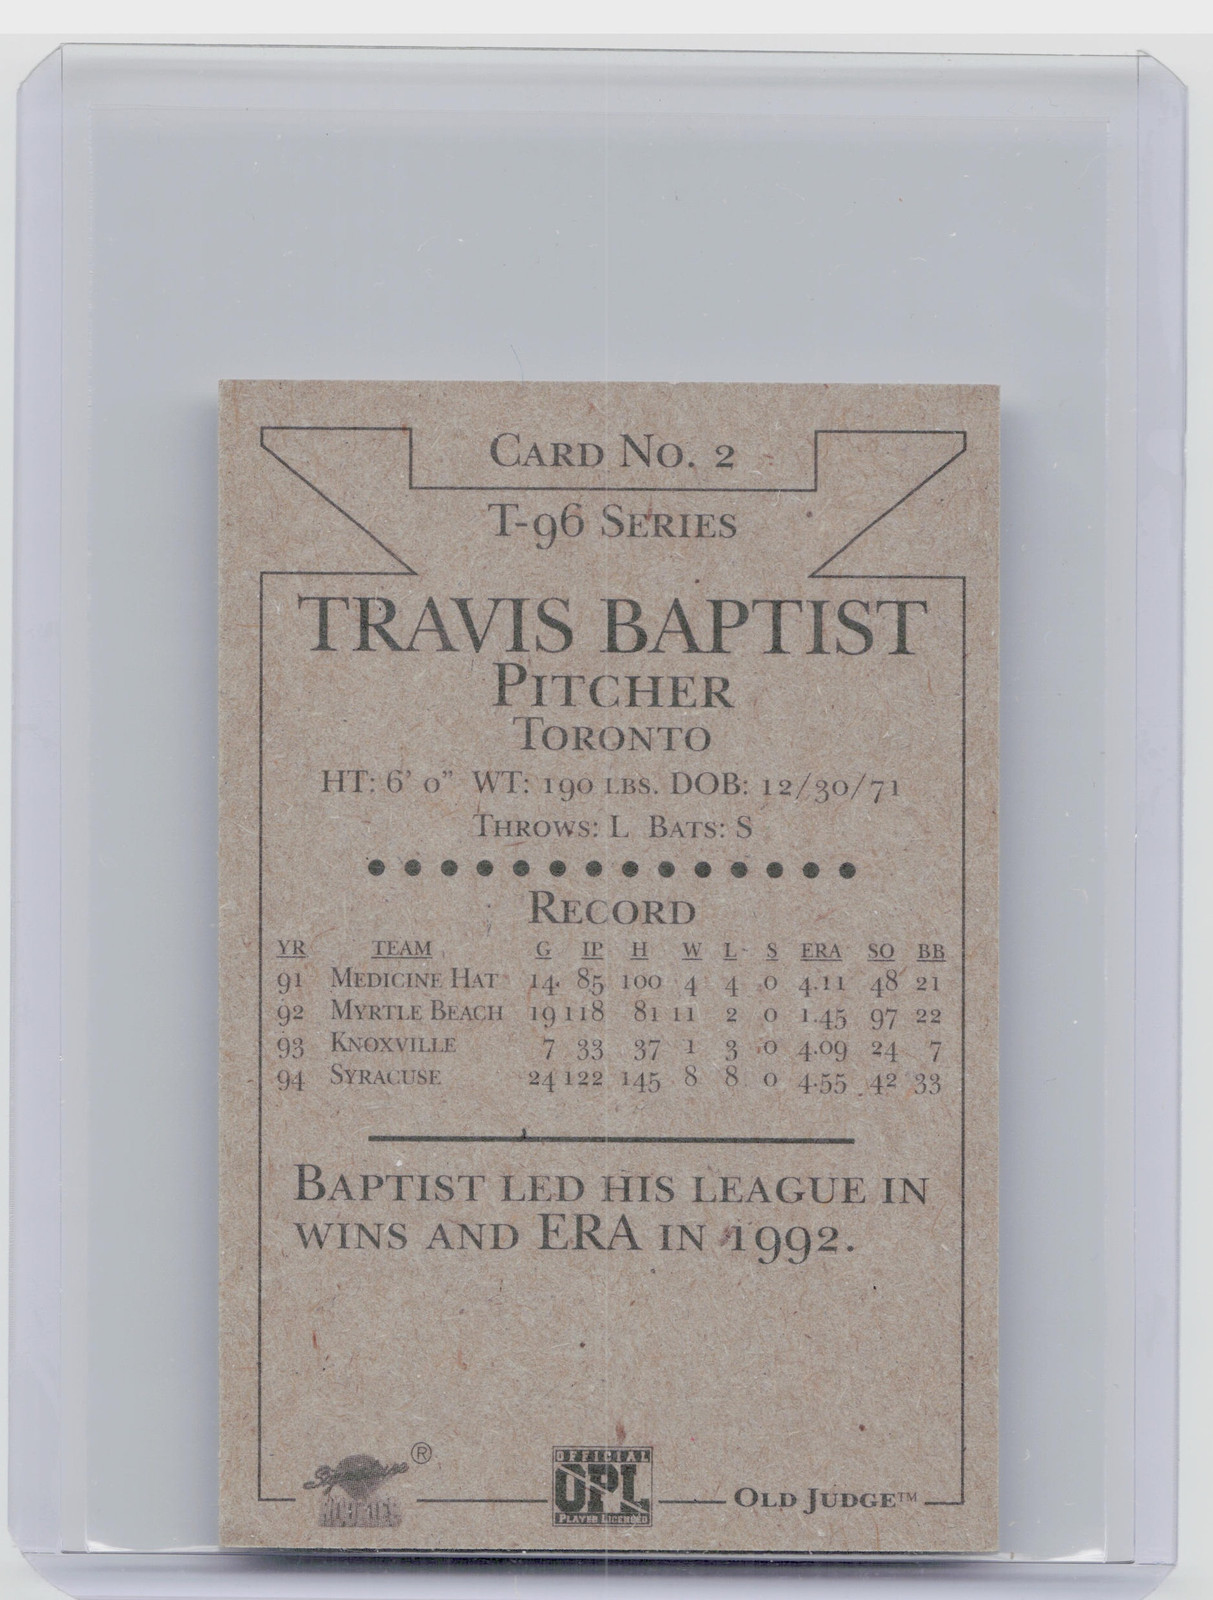 Card No. 2
T-96 Series
TRAVIS BAPTIST
Pitcher
Toronto
HT: 6' 0" WT: 190 lbs. DOB: 12/30/71
Throws: L Bats: S
Record
YR TEAM G IP H W L S ERA SO BB
91 Medicine Hat 14 85 100 4 4 0 4.11 48 21
92 Myrtle Beach 19 118 81 11 2 0 1.45 97 22
93 Knoxville 7 33 37 1 3 0 4.09 24 7
94 Syracuse 24 122 145 8 8 0 4.55 42 33
Baptist led his league in
wins and ERA in 1992.
Signature ®
Rookies
OFFICIAL
OPL
Player Licensed
Old Judge™